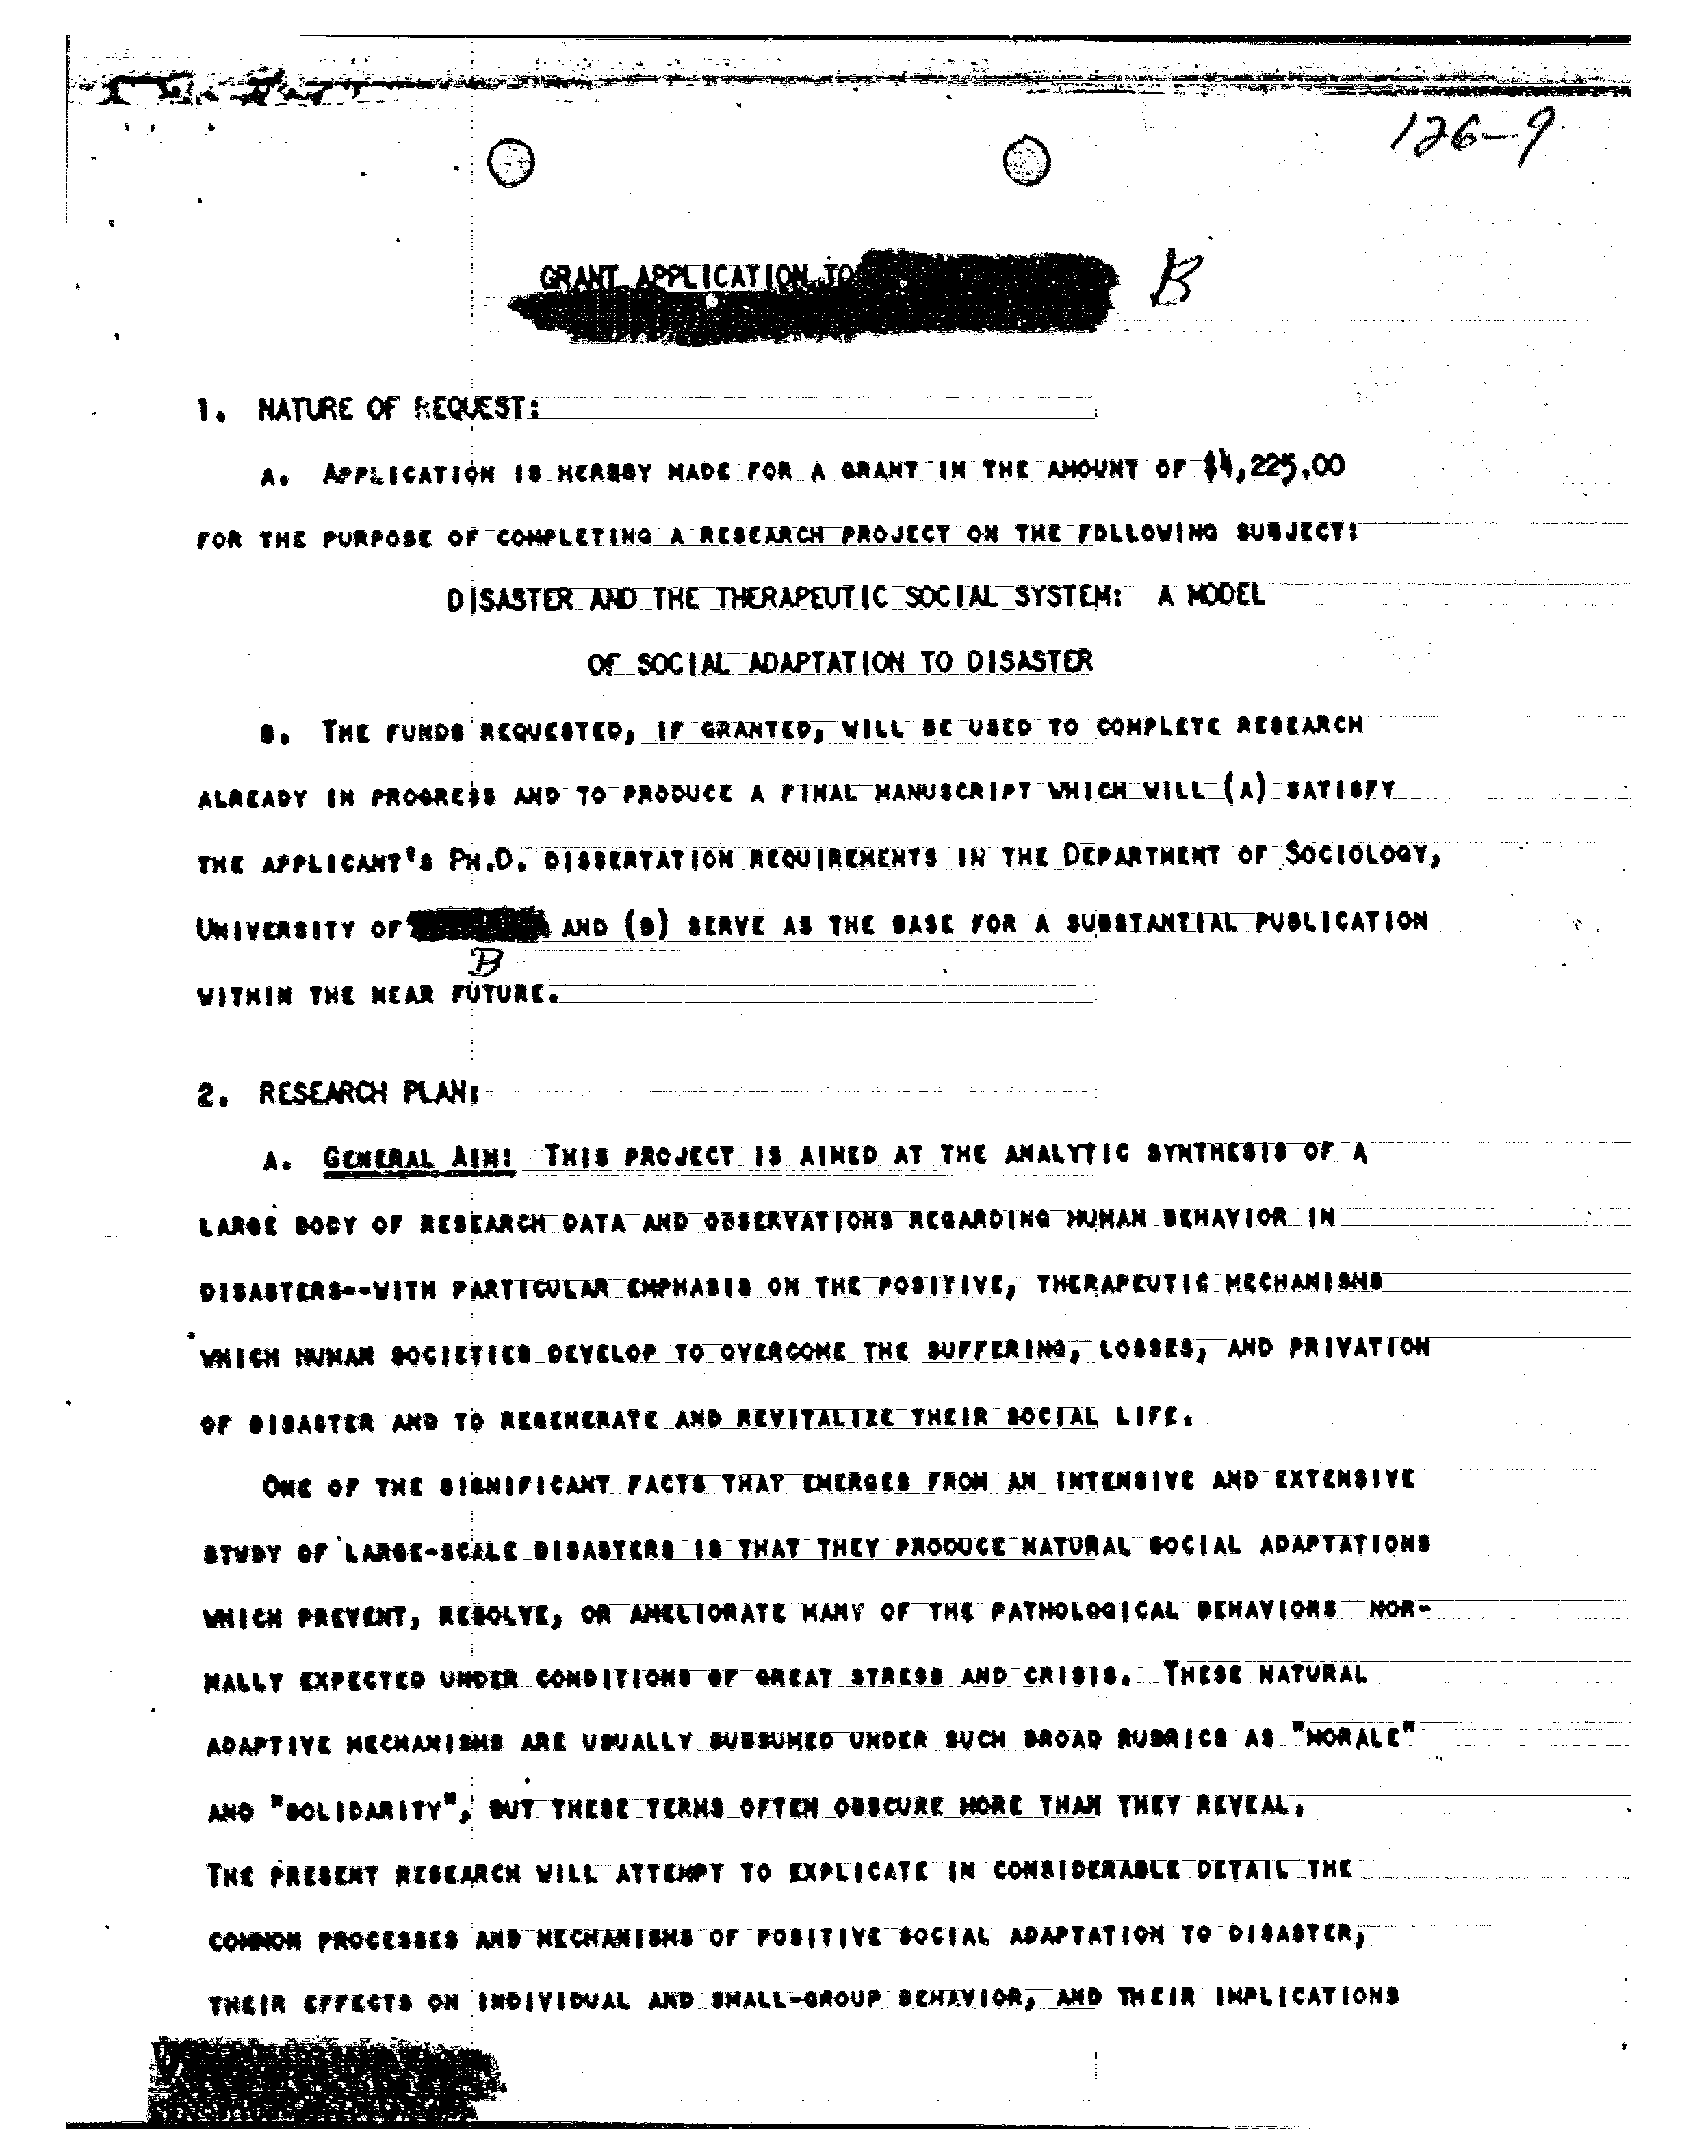 126-9
GRANT APPLICATION TO
B
1. NATURE OF REQUEST:
A. APPLICATION IS HEREBY MADE FOR A GRANT IN THE AMOUNT OF $4,225.00
FOR THE PURPOSE OF COMPLETING A RESEARCH PROJECT ON THE FOLLOWING SUBJECT:
DISASTER AND THE THERAPEUTIC SOCIAL SYSTEM: A MODEL
OF SOCIAL ADAPTATION TO DISASTER
B. THE FUNDS REQUESTED, IF GRANTED, WILL BE USED TO COMPLETE RESEARCH
ALREADY IN PROGRESS AND TO PRODUCE A FINAL MANUSCRIPT WHICH WILL (A) SATISFY
THE APPLICANT'S PH.D. DISSERTATION REQUIREMENTS IN THE DEPARTMENT OF SOCIOLOGY,
UNIVERSITY OF AND (B) SERVE AS THE BASE FOR A SUBSTANTIAL PUBLICATION
B
WITHIN THE NEAR FUTURE.
2. RESEARCH PLAN:
A. GENERAL AIM: THIS PROJECT IS AIMED AT THE ANALYTIC SYNTHESIS OF A
LARGE BODY OF RESEARCH DATA AND OBSERVATIONS REGARDING HUMAN BEHAVIOR IN
DISASTERS--WITH PARTICULAR EMPHASIS ON THE POSITIVE, THERAPEUTIC MECHANISMS
WHICH HUMAN SOCIETIES DEVELOP TO OVERCOME THE SUFFERING, LOSSES, AND PRIVATION
OF DISASTER AND TO REGENERATE AND REVITALIZE THEIR SOCIAL LIFE.
ONE OF THE SIGNIFICANT FACTS THAT EMERGES FROM AN INTENSIVE AND EXTENSIVE
STUDY OF LARGE-SCALE DISASTERS IS THAT THEY PRODUCE NATURAL SOCIAL ADAPTATIONS
WHICH PREVENT, RESOLVE, OR AMELIORATE MANY OF THE PATHOLOGICAL BEHAVIORS NOR-
MALLY EXPECTED UNDER CONDITIONS OF GREAT STRESS AND CRISIS. THESE NATURAL
ADAPTIVE MECHANISMS ARE USUALLY SUBSUMED UNDER SUCH BROAD RUBRICS AS "MORALE"
AND "SOLIDARITY", BUT THESE TERMS OFTEN OBSCURE MORE THAN THEY REVEAL.
THE PRESENT RESEARCH WILL ATTEMPT TO EXPLICATE IN CONSIDERABLE DETAIL THE
COMMON PROCESSES AND MECHANISMS OF POSITIVE SOCIAL ADAPTATION TO DISASTER,
THEIR EFFECTS ON INDIVIDUAL AND SMALL-GROUP BEHAVIOR, AND THEIR IMPLICATIONS